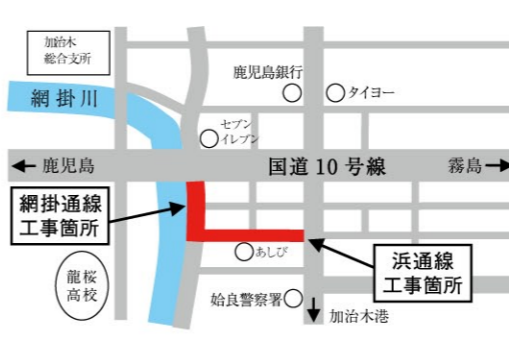 加治木
総合支所
鹿児島銀行
タイヨー
網掛川
セブン
イレブン
← 鹿児島
国道10号線
霧島 →
網掛通線
工事箇所
あしび
浜通線
工事箇所
龍桜
高校
姶良警察署
加治木港